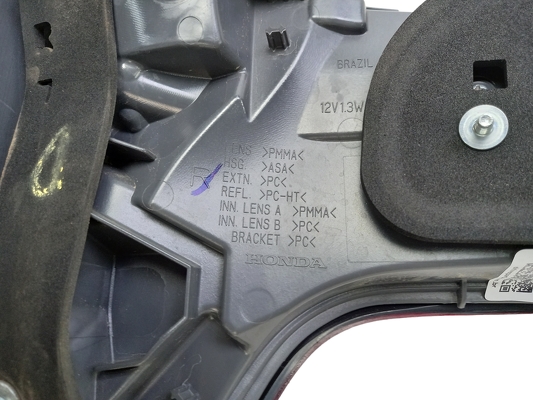 BRAZIL
12V1.3W
LENS >PMMA<
HSG. >ASA<
EXTN. >PC<
REFL. >PC-HT<
INN. LENS A >PMMA<
INN. LENS B >PC<
BRACKET >PC<
HONDA